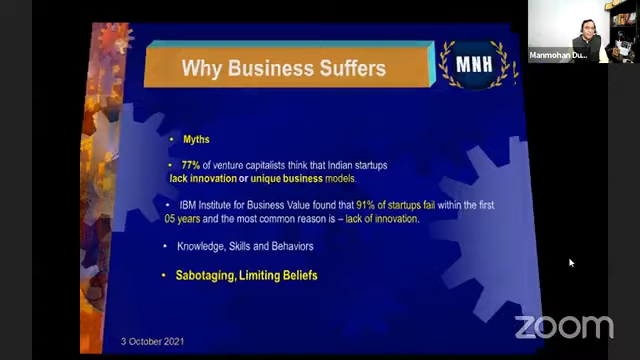 Why Business Suffers
MNH
Manmohan Du...
• Myths
• 77% of venture capitalists think that Indian startups
lack innovation or unique business models.
• IBM Institute for Business Value found that 91% of startups fail within the first
05 years and the most common reason is – lack of innovation.
• Knowledge, Skills and Behaviors
• Sabotaging, Limiting Beliefs
3 October 2021
zoom